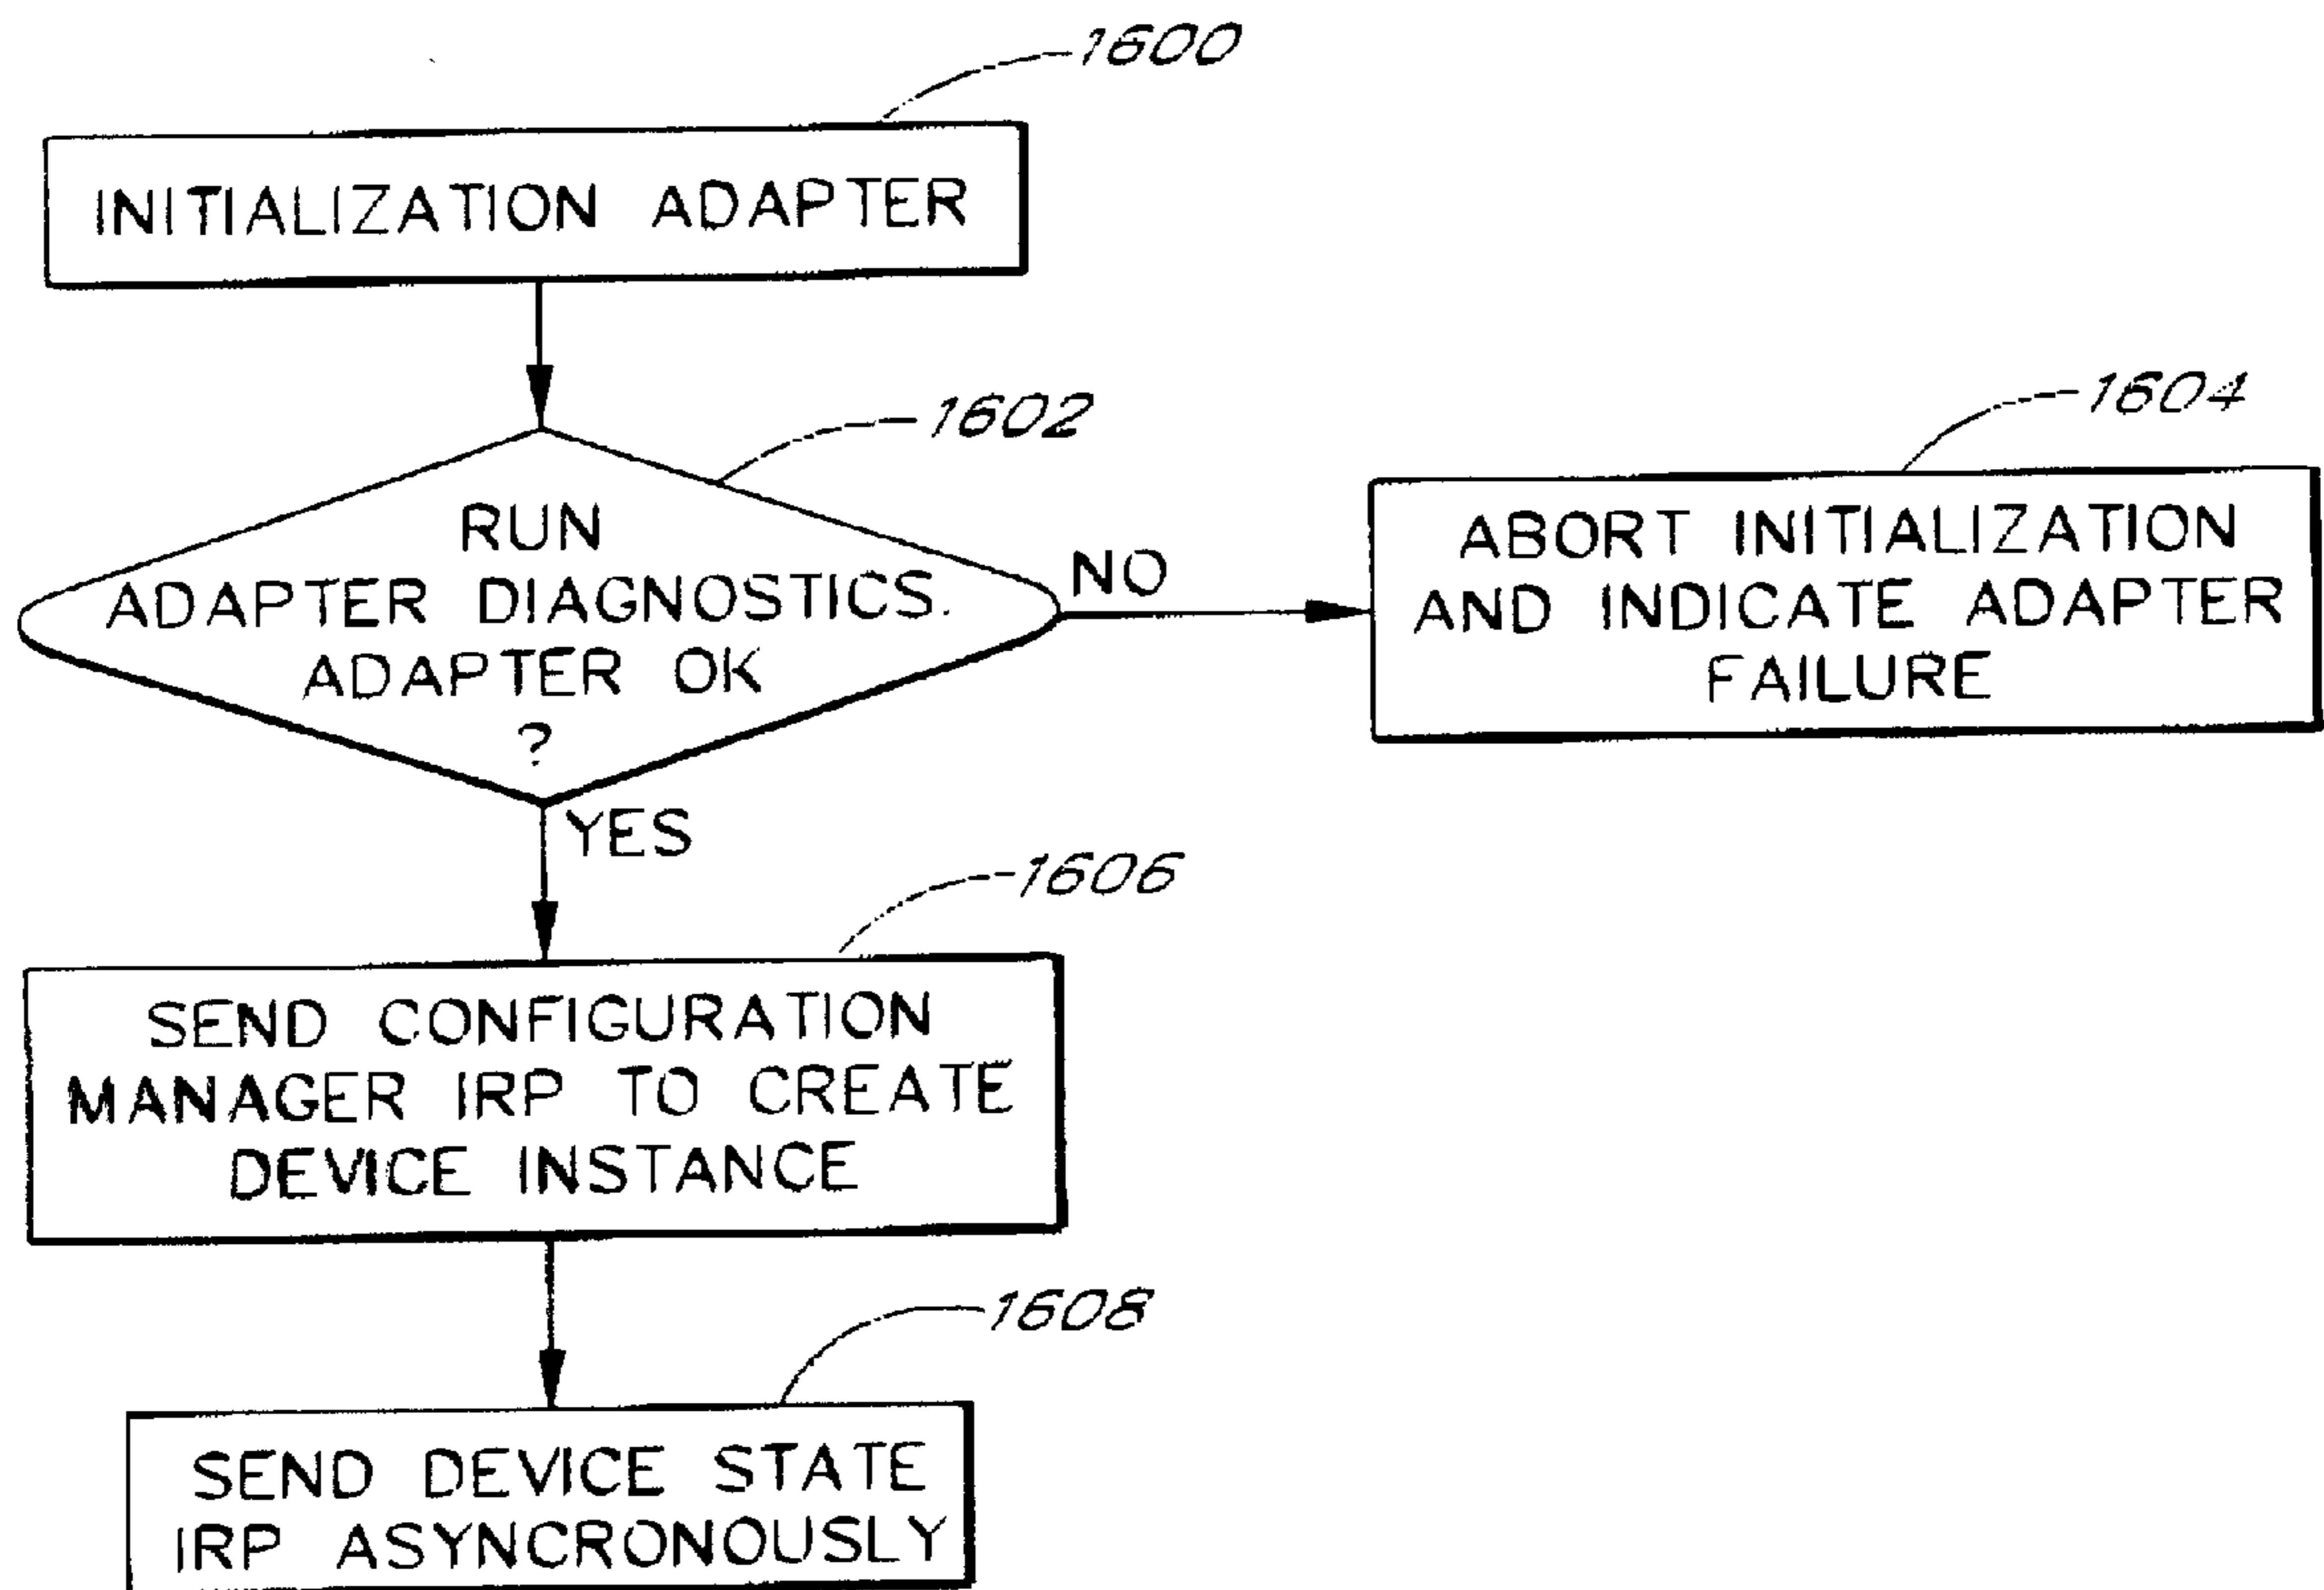 1600
INITIALIZATION ADAPTER
1602
1604
RUN
ADAPTER DIAGNOSTICS.
ADAPTER OK
?
NO
ABORT INITIALIZATION
AND INDICATE ADAPTER
FAILURE
YES
1606
SEND CONFIGURATION
MANAGER IRP TO CREATE
DEVICE INSTANCE
1608
SEND DEVICE STATE
IRP ASYNCRONOUSLY